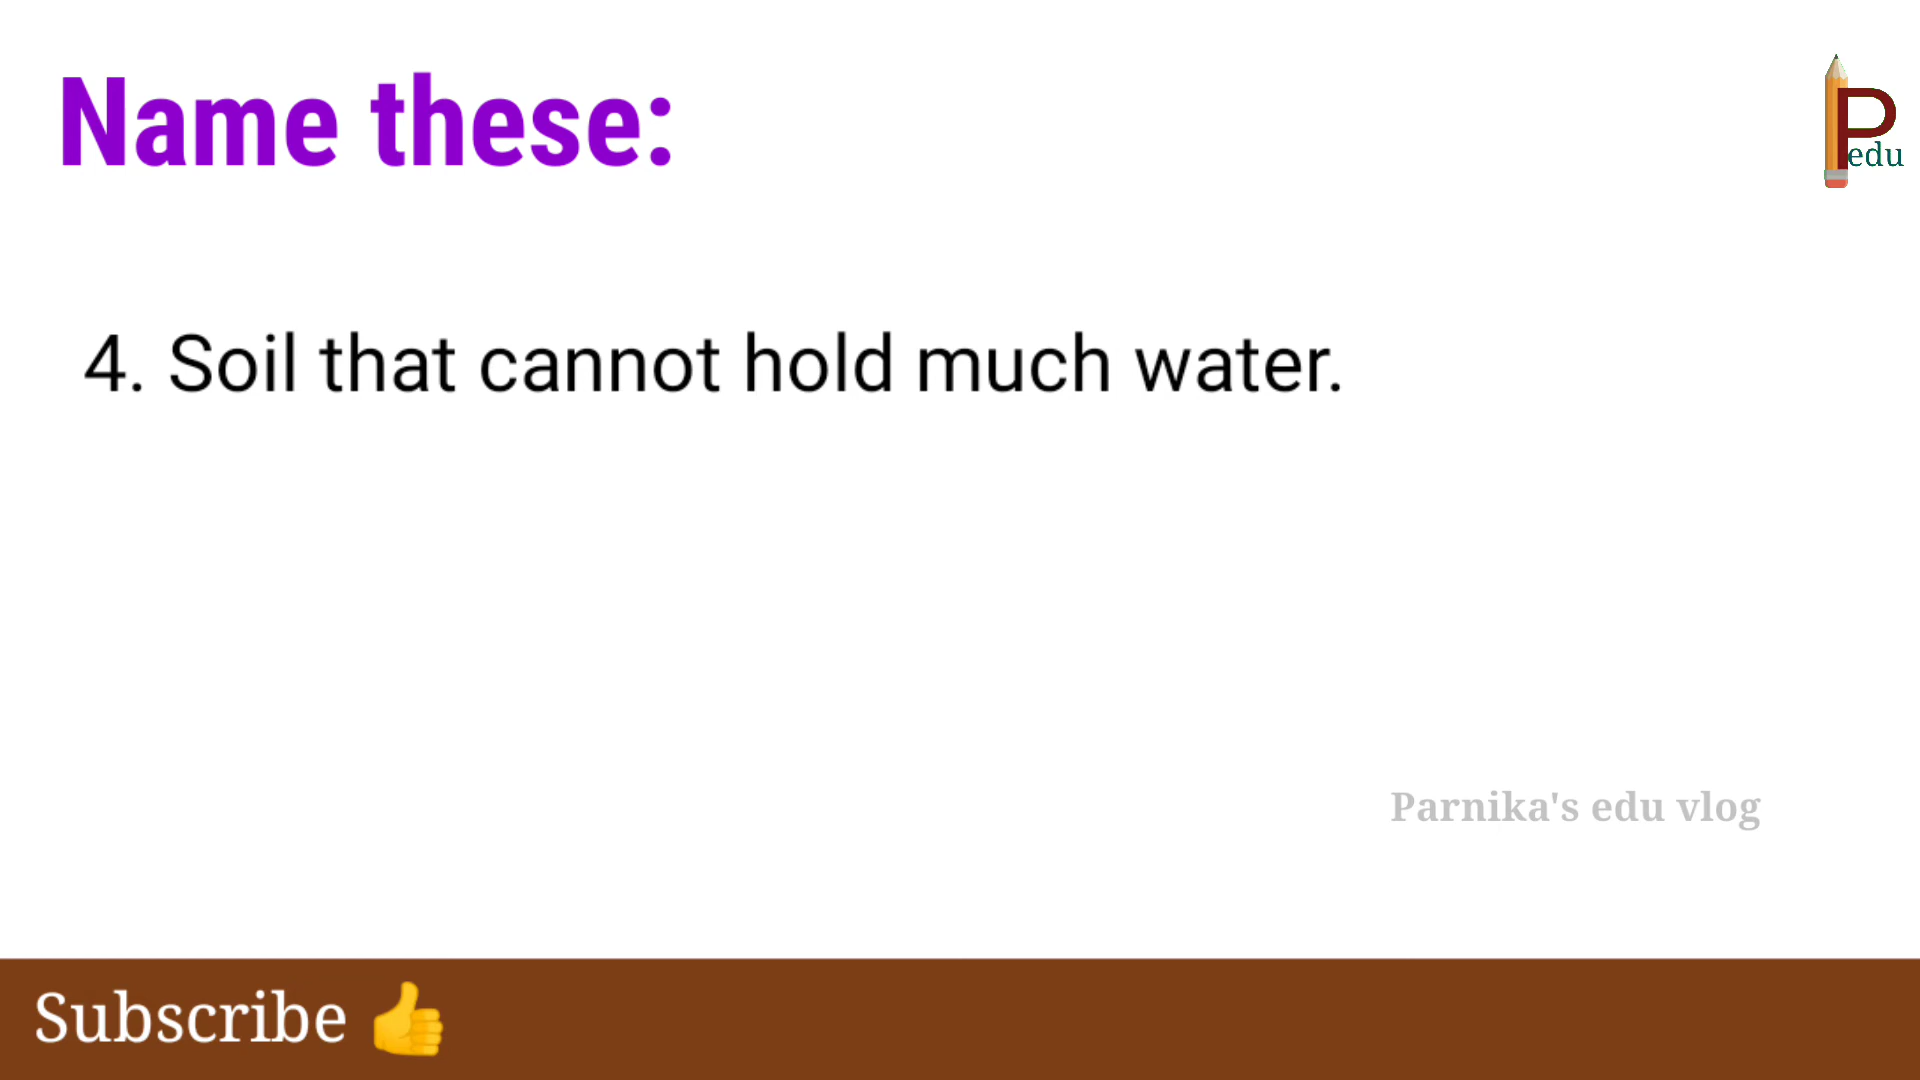 Name these:
P
edu
4. Soil that cannot hold much water.
Parnika's edu vlog
Subscribe 👍